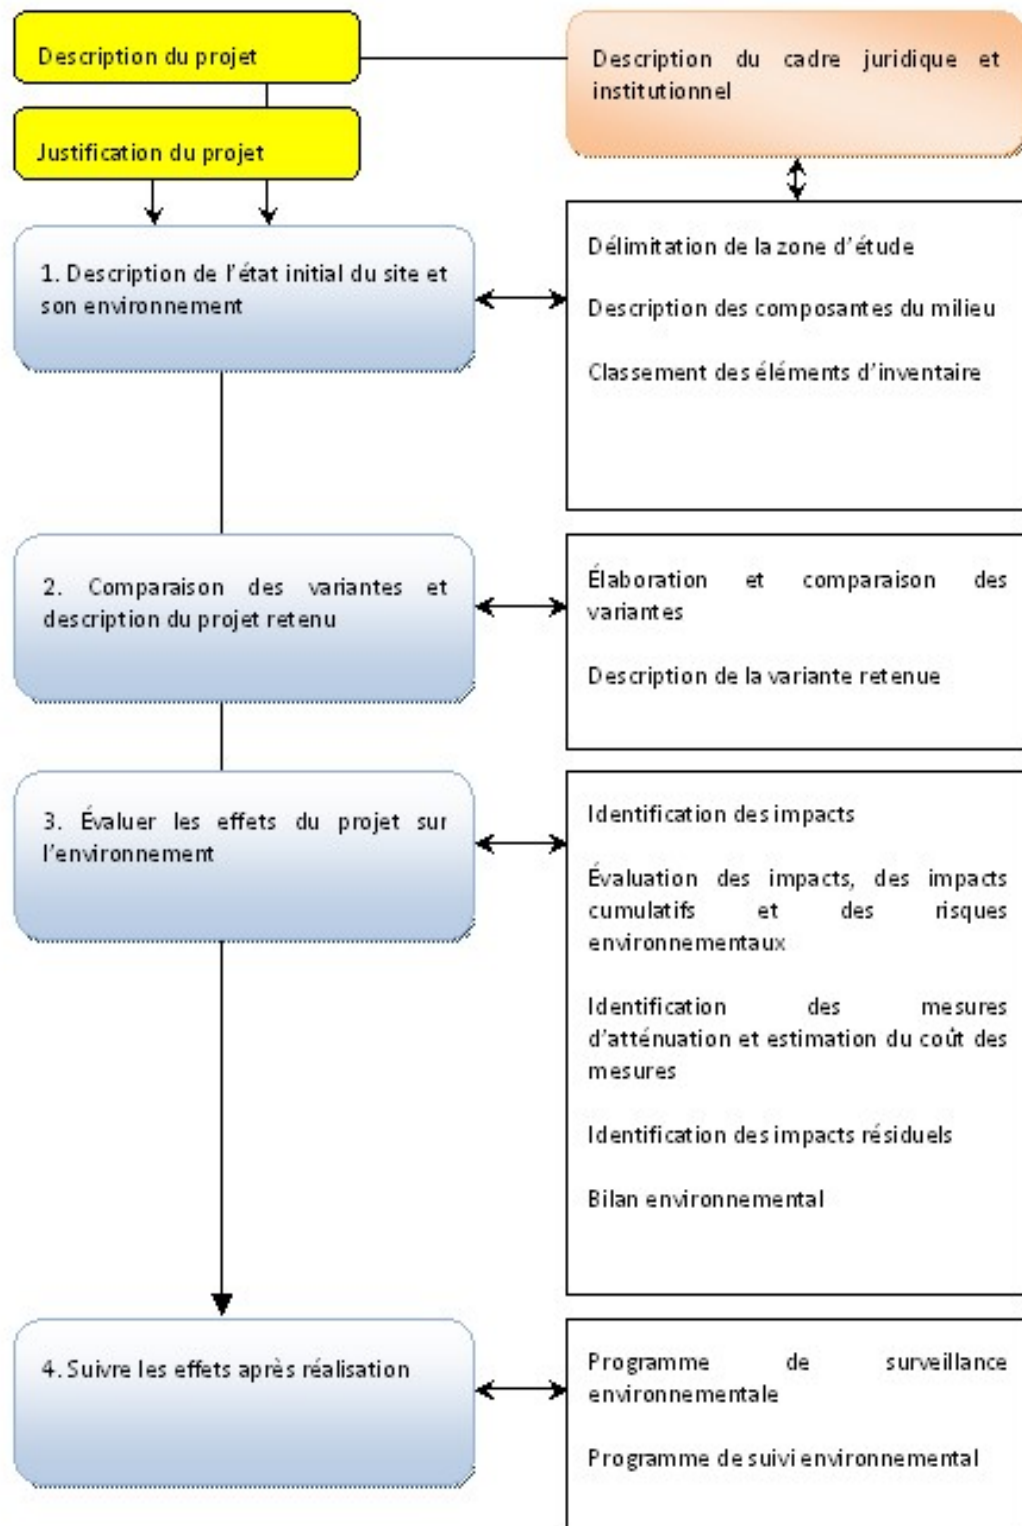 Description du projet
Description du cadre juridique et
institutionnel
Justification du projet
1. Description de l'état initial du site et
son environnement
Délimitation de la zone d'étude
Description des composantes du milieu
Classement des éléments d'inventaire
2. Comparaison des variantes et
description du projet retenu
Élaboration et comparaison des
variantes
Description de la variante retenue
3. Évaluer les effets du projet sur
l'environnement
Identification des impacts
Évaluation des impacts, des impacts
cumulatifs et des risques
environnementaux
Identification des mesures
d'atténuation et estimation du coût des
mesures
Identification des impacts résiduels
Bilan environnemental
4. Suivre les effets après réalisation
Programme de surveillance
environnementale
Programme de suivi environnemental